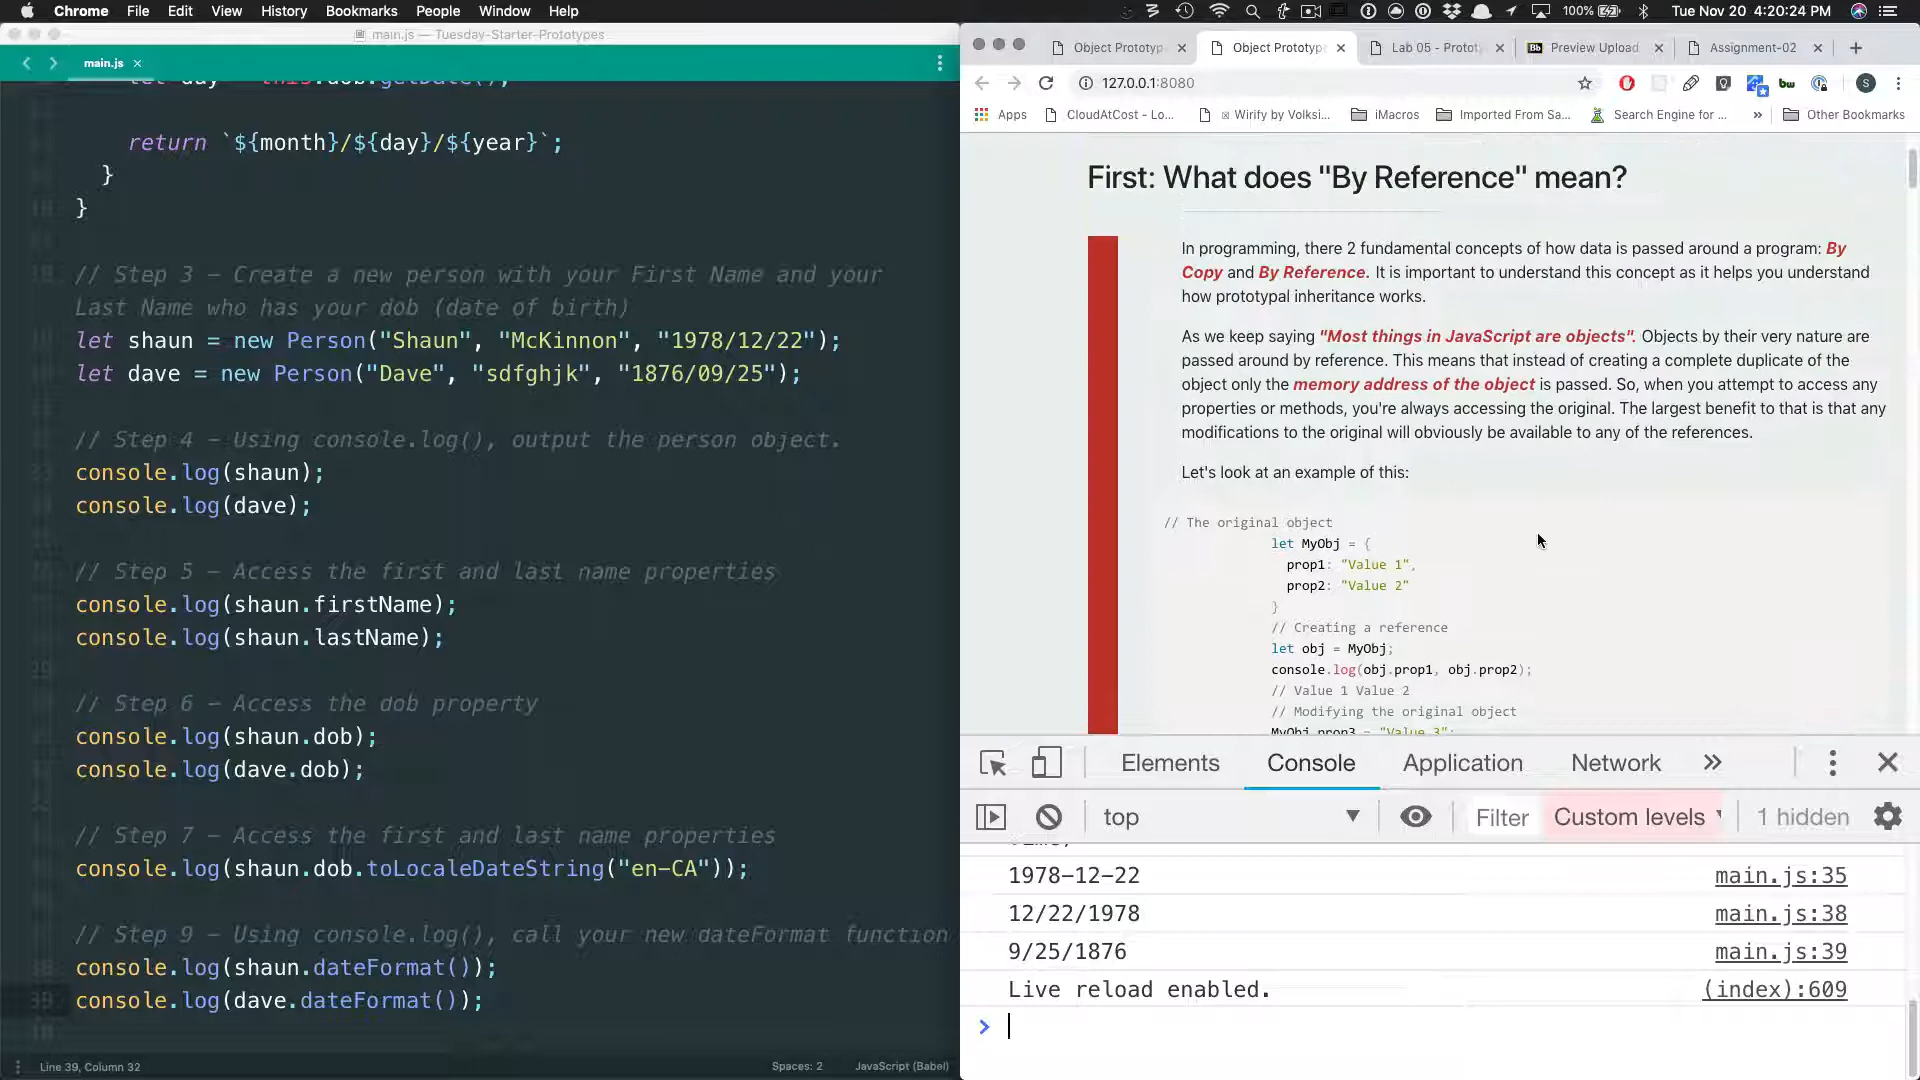 Chrome File Edit View History Bookmarks People Window Help
100% Tue Nov 20 4:20:24 PM
main.js — Tuesday-Starter-Prototypes
main.js ×
return `${month}/${day}/${year}`;
}
}
// Step 3 – Create a new person with your First Name and your
Last Name who has your dob (date of birth)
let shaun = new Person("Shaun", "McKinnon", "1978/12/22");
let dave = new Person("Dave", "sdfghjk", "1876/09/25");
// Step 4 – Using console.log(), output the person object.
console.log(shaun);
console.log(dave);
// Step 5 – Access the first and last name properties
console.log(shaun.firstName);
console.log(shaun.lastName);
// Step 6 – Access the dob property
console.log(shaun.dob);
console.log(dave.dob);
// Step 7 – Access the first and last name properties
console.log(shaun.dob.toLocaleDateString("en-CA"));
// Step 9 – Using console.log(), call your new dateFormat function
console.log(shaun.dateFormat());
console.log(dave.dateFormat());
Line 39, Column 32 Spaces: 2 JavaScript (Babel)
Object Prototyp × Object Prototype × Lab 05 - Protot × Bb Preview Upload × Assignment-02 × +
127.0.0.1:8080
Apps CloudAtCost - Lo... Wirify by Volksi... iMacros Imported From Sa... Search Engine for ... » Other Bookmarks
First: What does "By Reference" mean?
In programming, there 2 fundamental concepts of how data is passed around a program: By
Copy and By Reference. It is important to understand this concept as it helps you understand
how prototypal inheritance works.
As we keep saying "Most things in JavaScript are objects". Objects by their very nature are
passed around by reference. This means that instead of creating a complete duplicate of the
object only the memory address of the object is passed. So, when you attempt to access any
properties or methods, you're always accessing the original. The largest benefit to that is that any
modifications to the original will obviously be available to any of the references.
Let's look at an example of this:
// The original object
let MyObj = {
prop1: "Value 1",
prop2: "Value 2"
}
// Creating a reference
let obj = MyObj;
console.log(obj.prop1, obj.prop2);
// Value 1 Value 2
// Modifying the original object
MyObj.prop3 = "Value 3";
Elements Console Application Network »
top Filter Custom levels 1 hidden
1978-12-22 main.js:35
12/22/1978 main.js:38
9/25/1876 main.js:39
Live reload enabled. (index):609
>